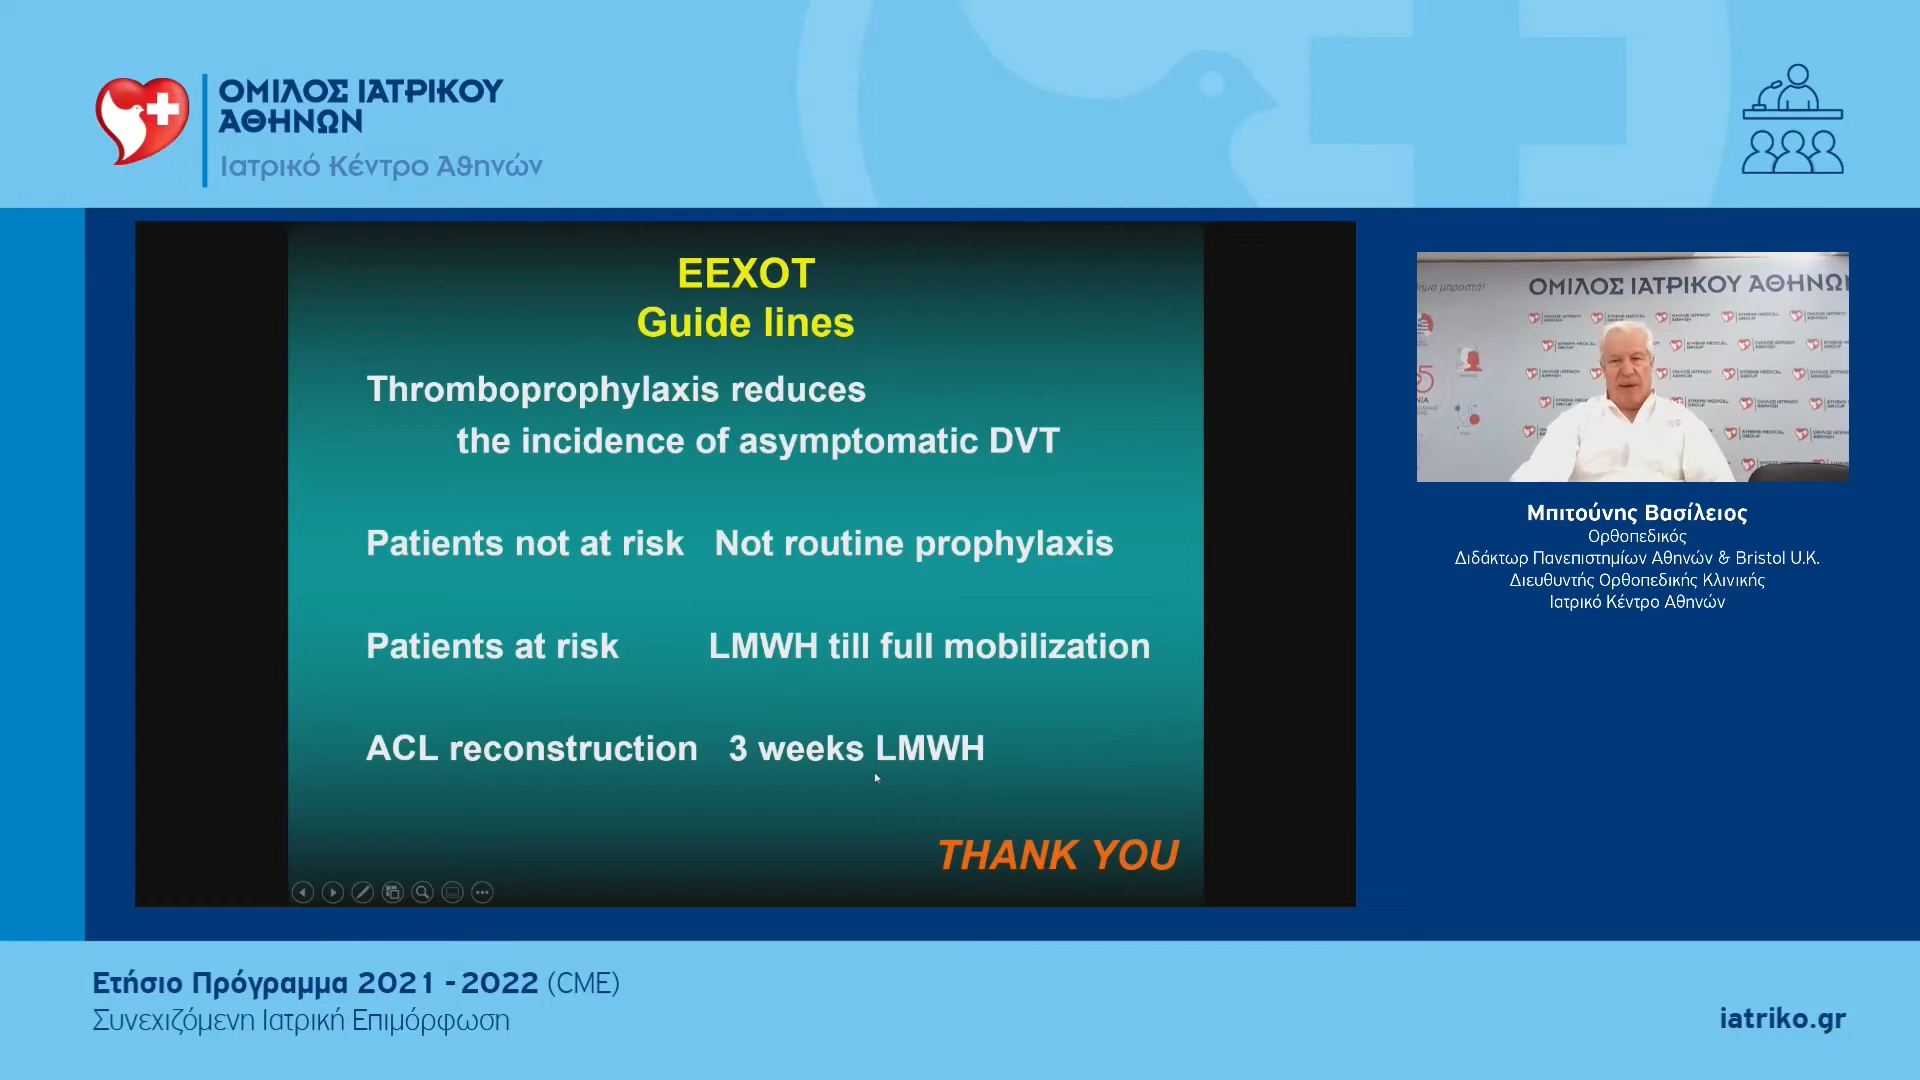 ΟΜΙΛΟΣ ΙΑΤΡΙΚΟΥ
ΑΘΗΝΩΝ
Ιατρικό Κέντρο Αθηνών
EEXOT
Guide lines
Thromboprophylaxis reduces
the incidence of asymptomatic DVT
Patients not at risk Not routine prophylaxis
Patients at risk LMWH till full mobilization
ACL reconstruction 3 weeks LMWH
THANK YOU
μπροστά!
ΟΜΙΛΟΣ ΙΑΤΡΙΚΟΥ ΑΘΗΝΩΝ
Μπιτούνης Βασίλειος
Ορθοπεδικός
Διδάκτωρ Πανεπιστημίων Αθηνών & Bristol U.K.
Διευθυντής Ορθοπεδικής Κλινικής
Ιατρικό Κέντρο Αθηνών
Ετήσιο Πρόγραμμα 2021 - 2022 (CME)
Συνεχιζόμενη Ιατρική Επιμόρφωση
iatriko.gr